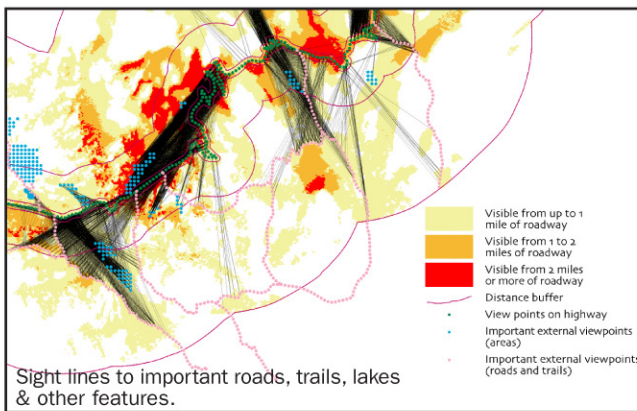 Visible from up to 1
mile of roadway
Visible from 1 to 2
miles of roadway
Visible from 2 miles
or more of roadway
Distance buffer
View points on highway
Important external viewpoints
(areas)
Important external viewpoints
(roads and trails)
Sight lines to important roads, trails, lakes
& other features.